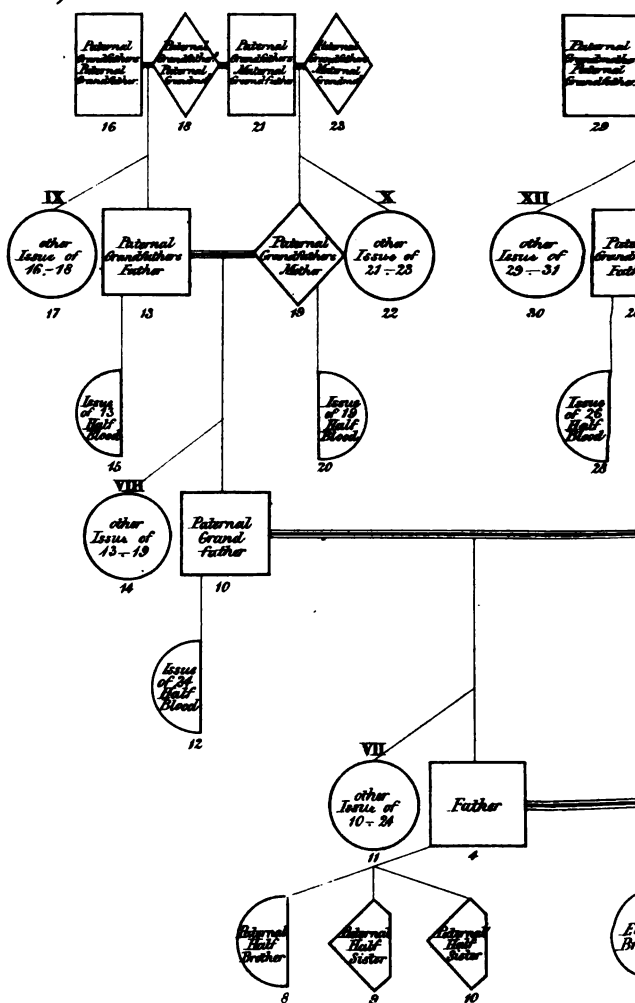 Paternal
Grandfathers
Paternal
Grandfather.
16
Paternal
Grandfather
Paternal
Grandmo
18
Paternal
Grandfathers
Maternal
Grandfather
21
Paternal
Grandfathers
Maternal
Grandmo
23
Paternal
Grandmother
Paternal
Grandfather.
29
IX
other
Issue of
16–18
17
Paternal
Grandfathers
Father
13
Paternal
Grandfathers
Mother
19
X
other
Issue of
21–23
22
XII
other
Issue of
29–31
30
Issue
of 13
Half
Blood
15
Issue
of 19
Half
Blood
20
Issue
of 26
Half
Blood
VIII
other
Issue of
13–19
14
Paternal
Grand
father
10
Issue
of 34
Half
Blood
12
VII
other
Issue of
10–24
11
Father
4
Paternal
Half
Brother
8
Paternal
Half
Sister
9
Paternal
Half
Sister
10